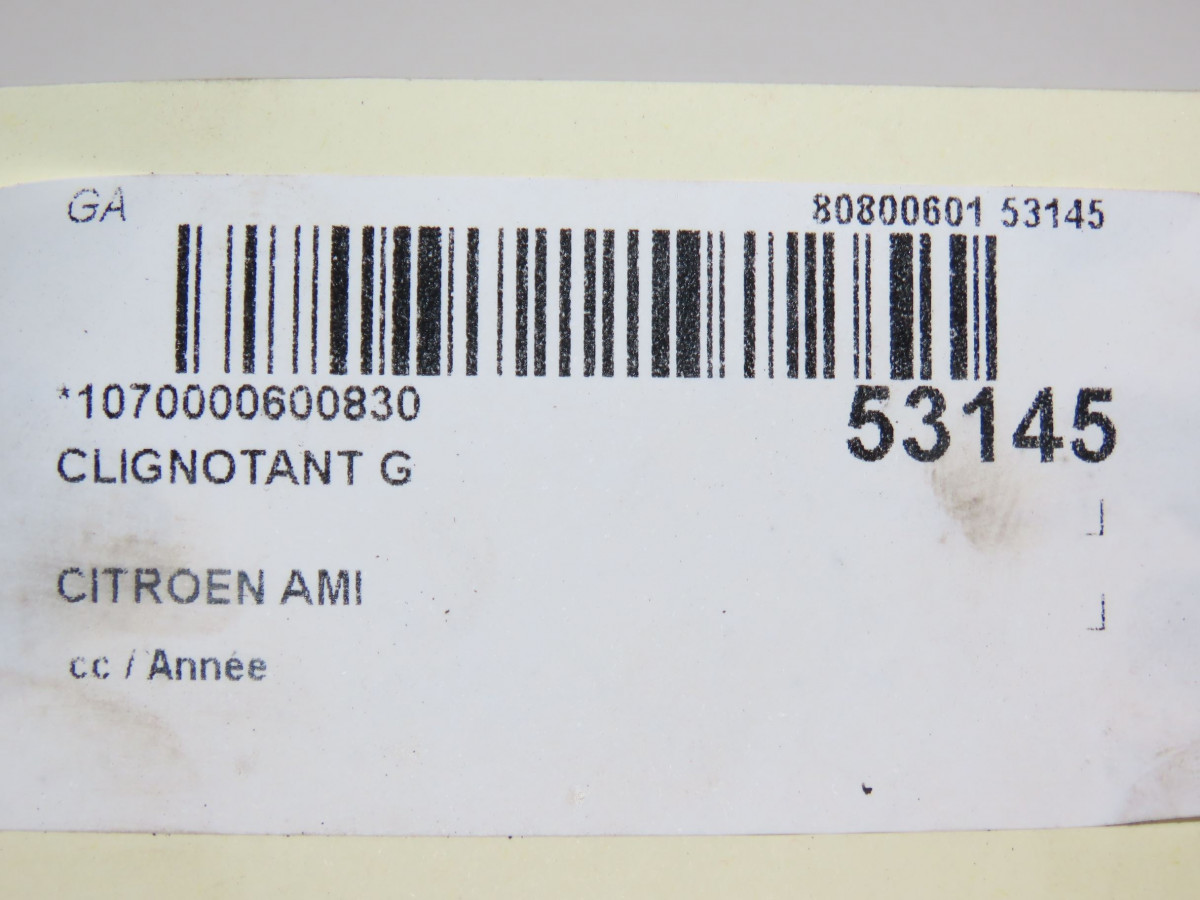 GA
80800601 53145
*1070000600830
53145
CLIGNOTANT G
CITROEN AMI
cc / Année